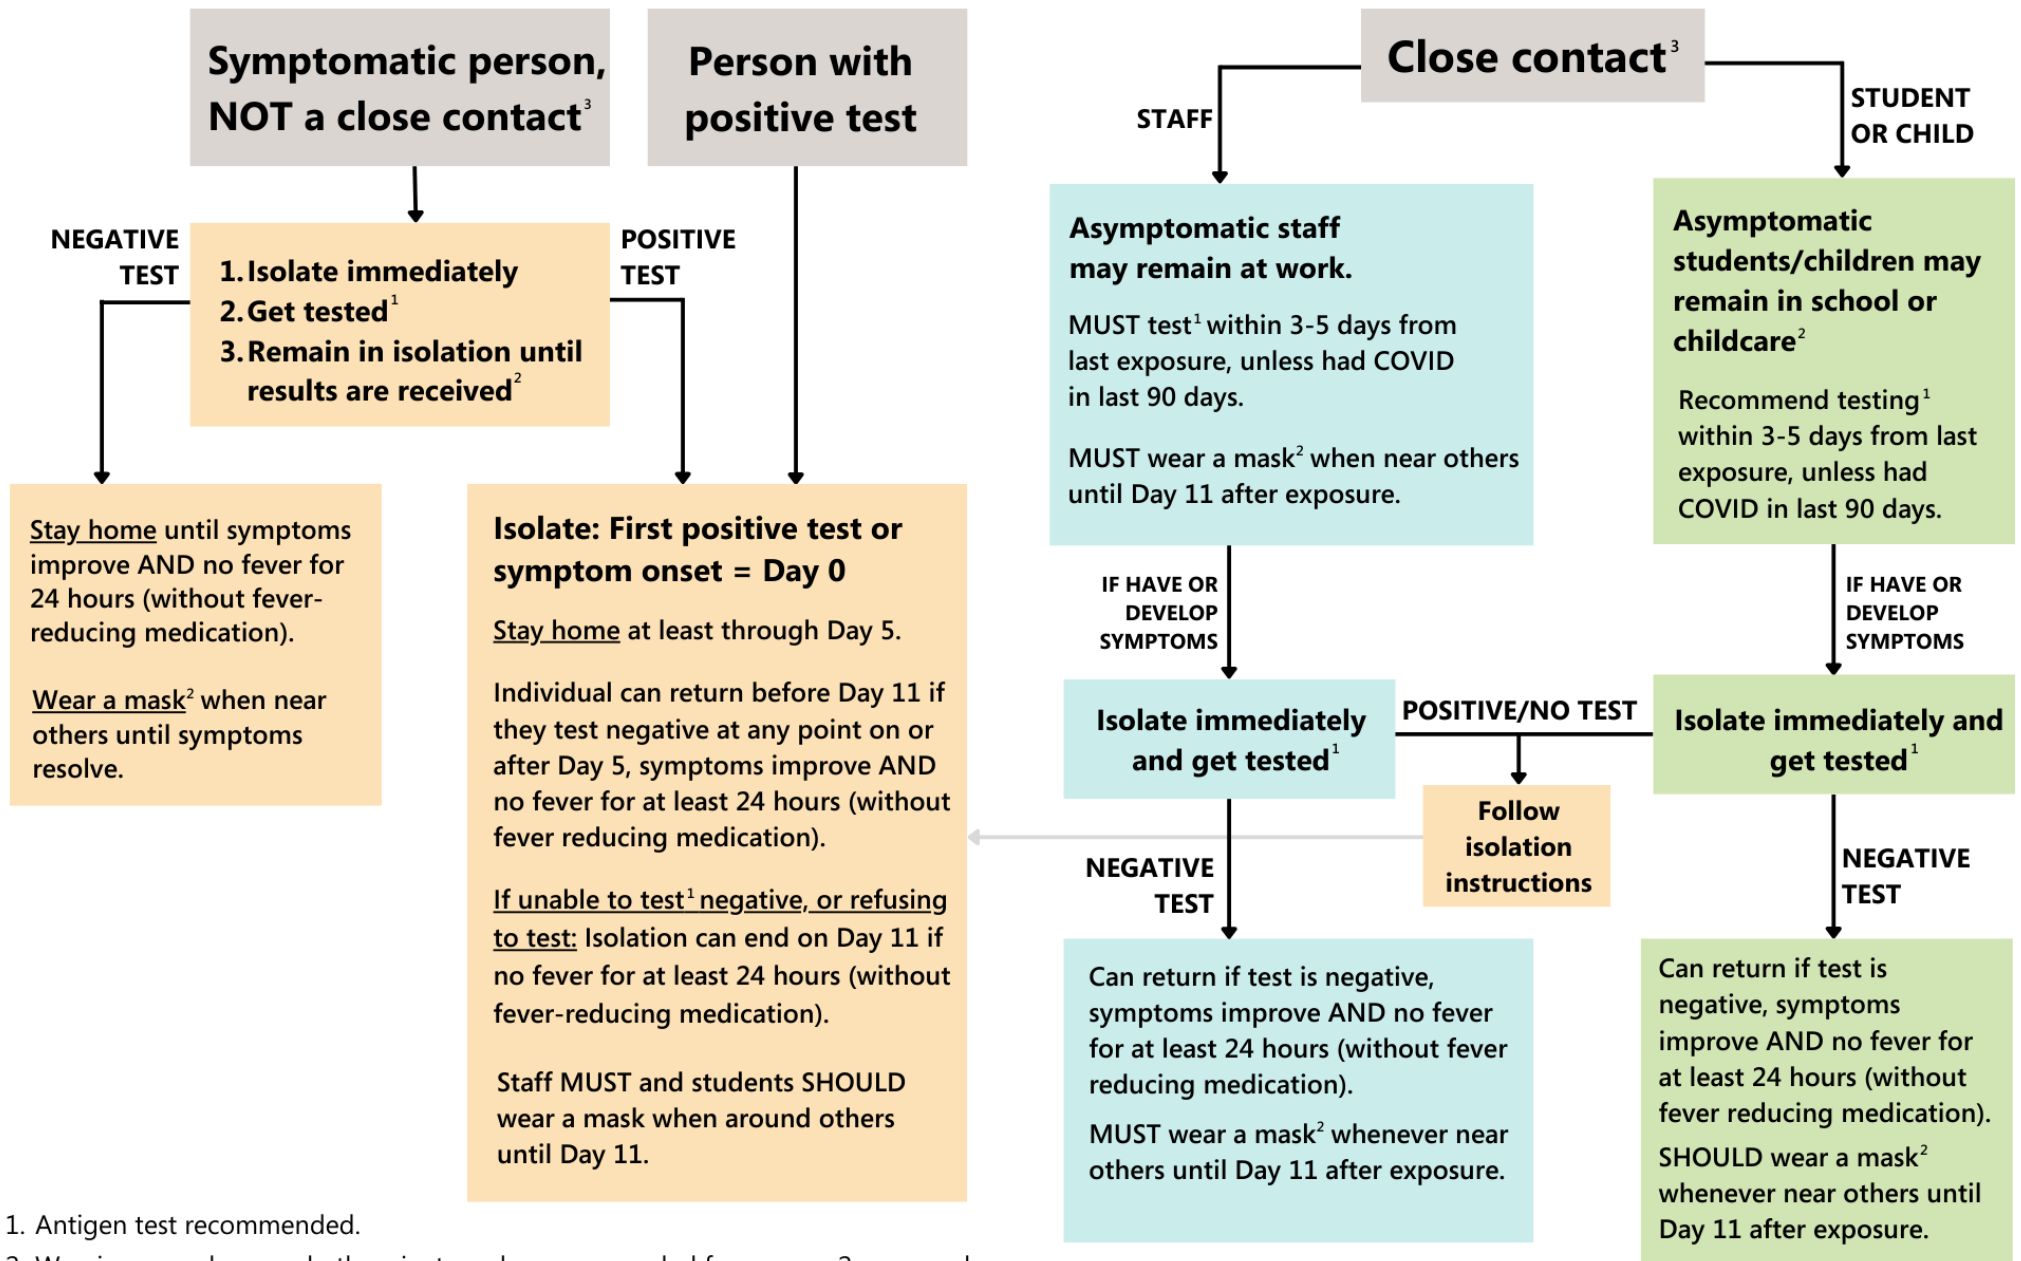 Symptomatic person,
NOT a close contact³
NEGATIVE
TEST
1. Isolate immediately
2. Get tested¹
3. Remain in isolation until
results are received²
POSITIVE
TEST
Stay home until symptoms
improve AND no fever for
24 hours (without fever-
reducing medication).
Wear a mask² when near
others until symptoms
resolve.
Person with
positive test
Isolate: First positive test or
symptom onset = Day 0
Stay home at least through Day 5.
Individual can return before Day 11 if
they test negative at any point on or
after Day 5, symptoms improve AND
no fever for at least 24 hours (without
fever reducing medication).
If unable to test¹ negative, or refusing
to test: Isolation can end on Day 11 if
no fever for at least 24 hours (without
fever-reducing medication).
Staff MUST and students SHOULD
wear a mask when around others
until Day 11.
Close contact³
STAFF
Asymptomatic staff
may remain at work.
MUST test¹ within 3-5 days from
last exposure, unless had COVID
in last 90 days.
MUST wear a mask² when near others
until Day 11 after exposure.
IF HAVE OR
DEVELOP
SYMPTOMS
Isolate immediately
and get tested¹
POSITIVE/NO TEST
Follow
isolation
instructions
NEGATIVE
TEST
Can return if test is negative,
symptoms improve AND no fever
for at least 24 hours (without fever
reducing medication).
MUST wear a mask² whenever near
others until Day 11 after exposure.
STUDENT
OR CHILD
Asymptomatic
students/children may
remain in school or
childcare²
Recommend testing¹
within 3-5 days from last
exposure, unless had
COVID in last 90 days.
IF HAVE OR
DEVELOP
SYMPTOMS
Isolate immediately and
get tested¹
NEGATIVE
TEST
Can return if test is
negative, symptoms
improve AND no fever for
at least 24 hours (without
fever reducing medication).
SHOULD wear a mask²
whenever near others until
Day 11 after exposure.
1. Antigen test recommended.